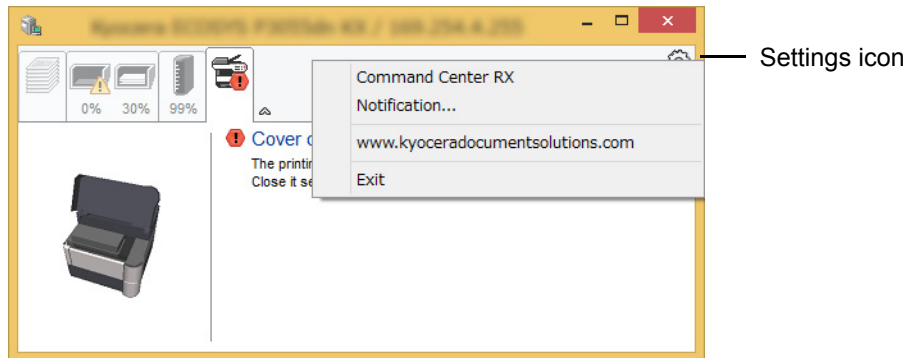 Settings icon
0% 30% 99%
Command Center RX
Notification...
www.kyoceradocumentsolutions.com
Exit
Cover
The printin
Close it se